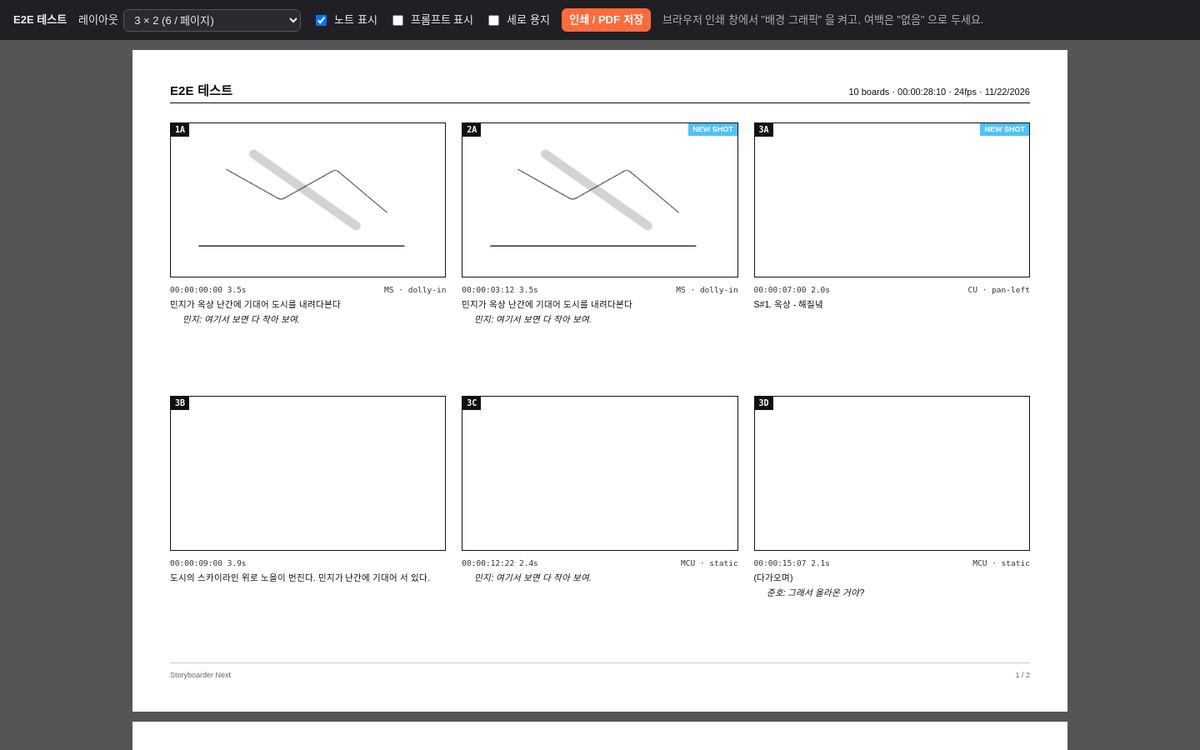 E2E 테스트 레이아웃 3 × 2 (6 / 페이지) 노트 표시 프롬프트 표시 세로 용지 인쇄 / PDF 저장 브라우저 인쇄 창에서 "배경 그래픽" 을 켜고, 여백은 "없음" 으로 두세요.
E2E 테스트
10 boards · 00:00:28:10 · 24fps · 11/22/2026
1A
2A NEW SHOT
3A NEW SHOT
00:00:00:00 3.5s MS · dolly-in
민지가 옥상 난간에 기대어 도시를 내려다본다
민지: 여기서 보면 다 작아 보여.
00:00:03:12 3.5s MS · dolly-in
민지가 옥상 난간에 기대어 도시를 내려다본다
민지: 여기서 보면 다 작아 보여.
00:00:07:00 2.0s CU · pan-left
S#1. 옥상 - 해질녘
3B
3C
3D
00:00:09:00 3.9s
도시의 스카이라인 위로 노을이 번진다. 민지가 난간에 기대어 서 있다.
00:00:12:22 2.4s MCU · static
민지: 여기서 보면 다 작아 보여.
00:00:15:07 2.1s MCU · static
(다가오며)
준호: 그래서 올라온 거야?
Storyboarder Next 1 / 2